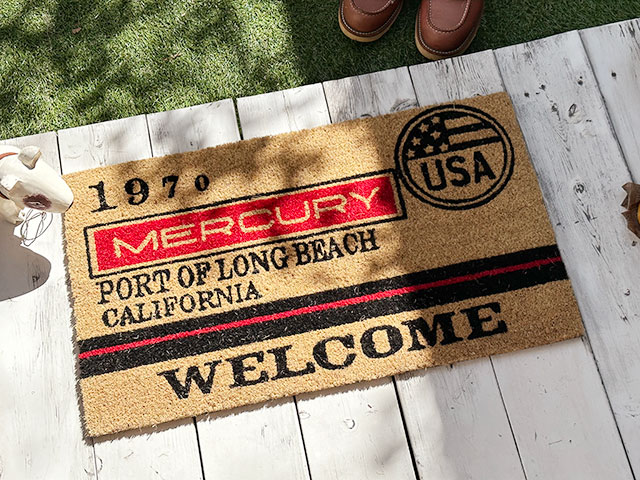 1970
USA
MERCURY
PORT OF LONG BEACH
CALIFORNIA
WELCOME